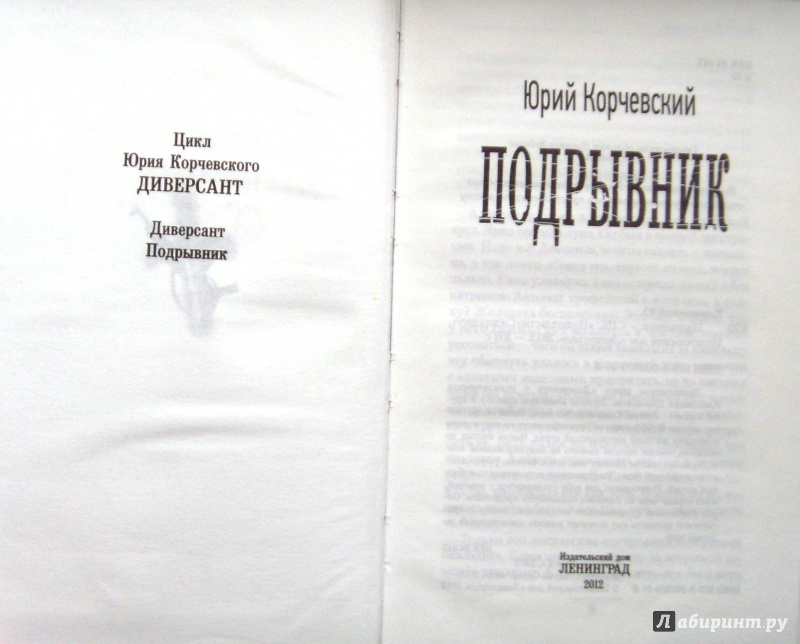 Цикл
Юрия Корчевского
ДИВЕРСАНТ
Диверсант
Подрывник
Юрий Корчевский
ПОДРЫВНИК
Издательский дом
ЛЕНИНГРАД
2012
Лабиринт.ру